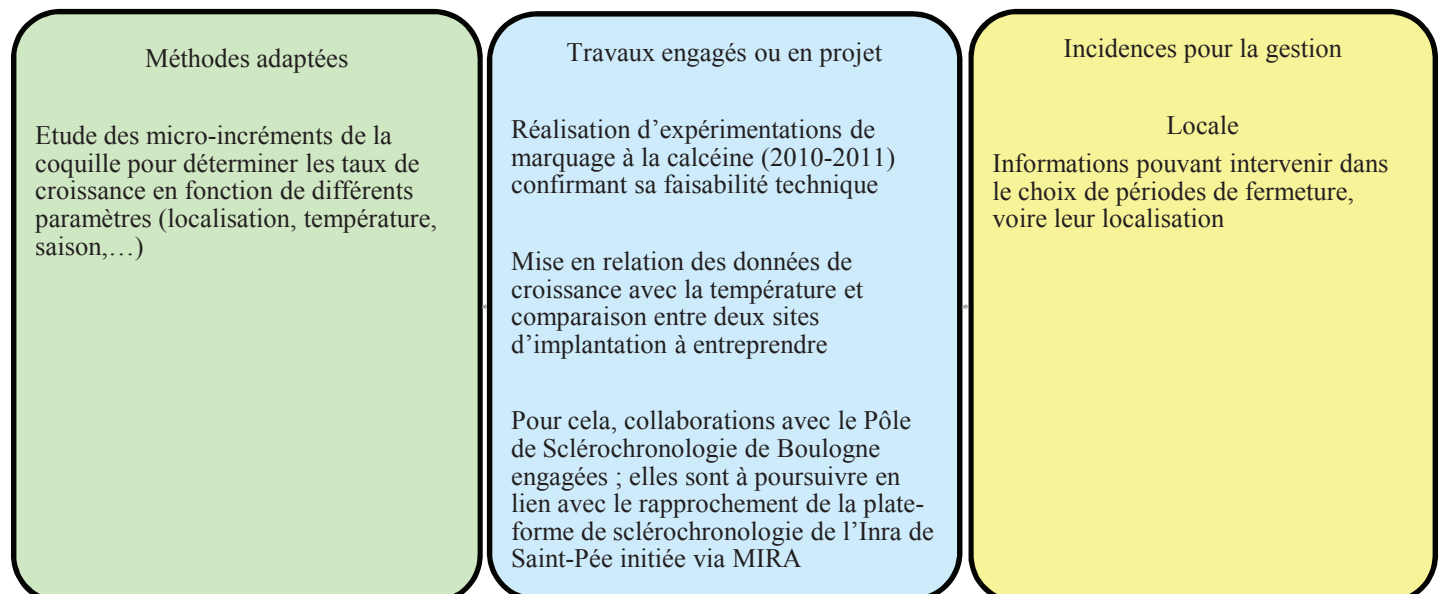 Méthodes adaptées
Etude des micro-incréments de la
coquille pour déterminer les taux de
croissance en fonction de différents
paramètres (localisation, température,
saison,…)
Travaux engagés ou en projet
Réalisation d’expérimentations de
marquage à la calcéine (2010-2011)
confirmant sa faisabilité technique
Mise en relation des données de
croissance avec la température et
comparaison entre deux sites
d’implantation à entreprendre
Pour cela, collaborations avec le Pôle
de Sclérochronologie de Boulogne
engagées ; elles sont à poursuivre en
lien avec le rapprochement de la plate-
forme de sclérochronologie de l’Inra de
Saint-Pée initiée via MIRA
Incidences pour la gestion
Locale
Informations pouvant intervenir dans
le choix de périodes de fermeture,
voire leur localisation